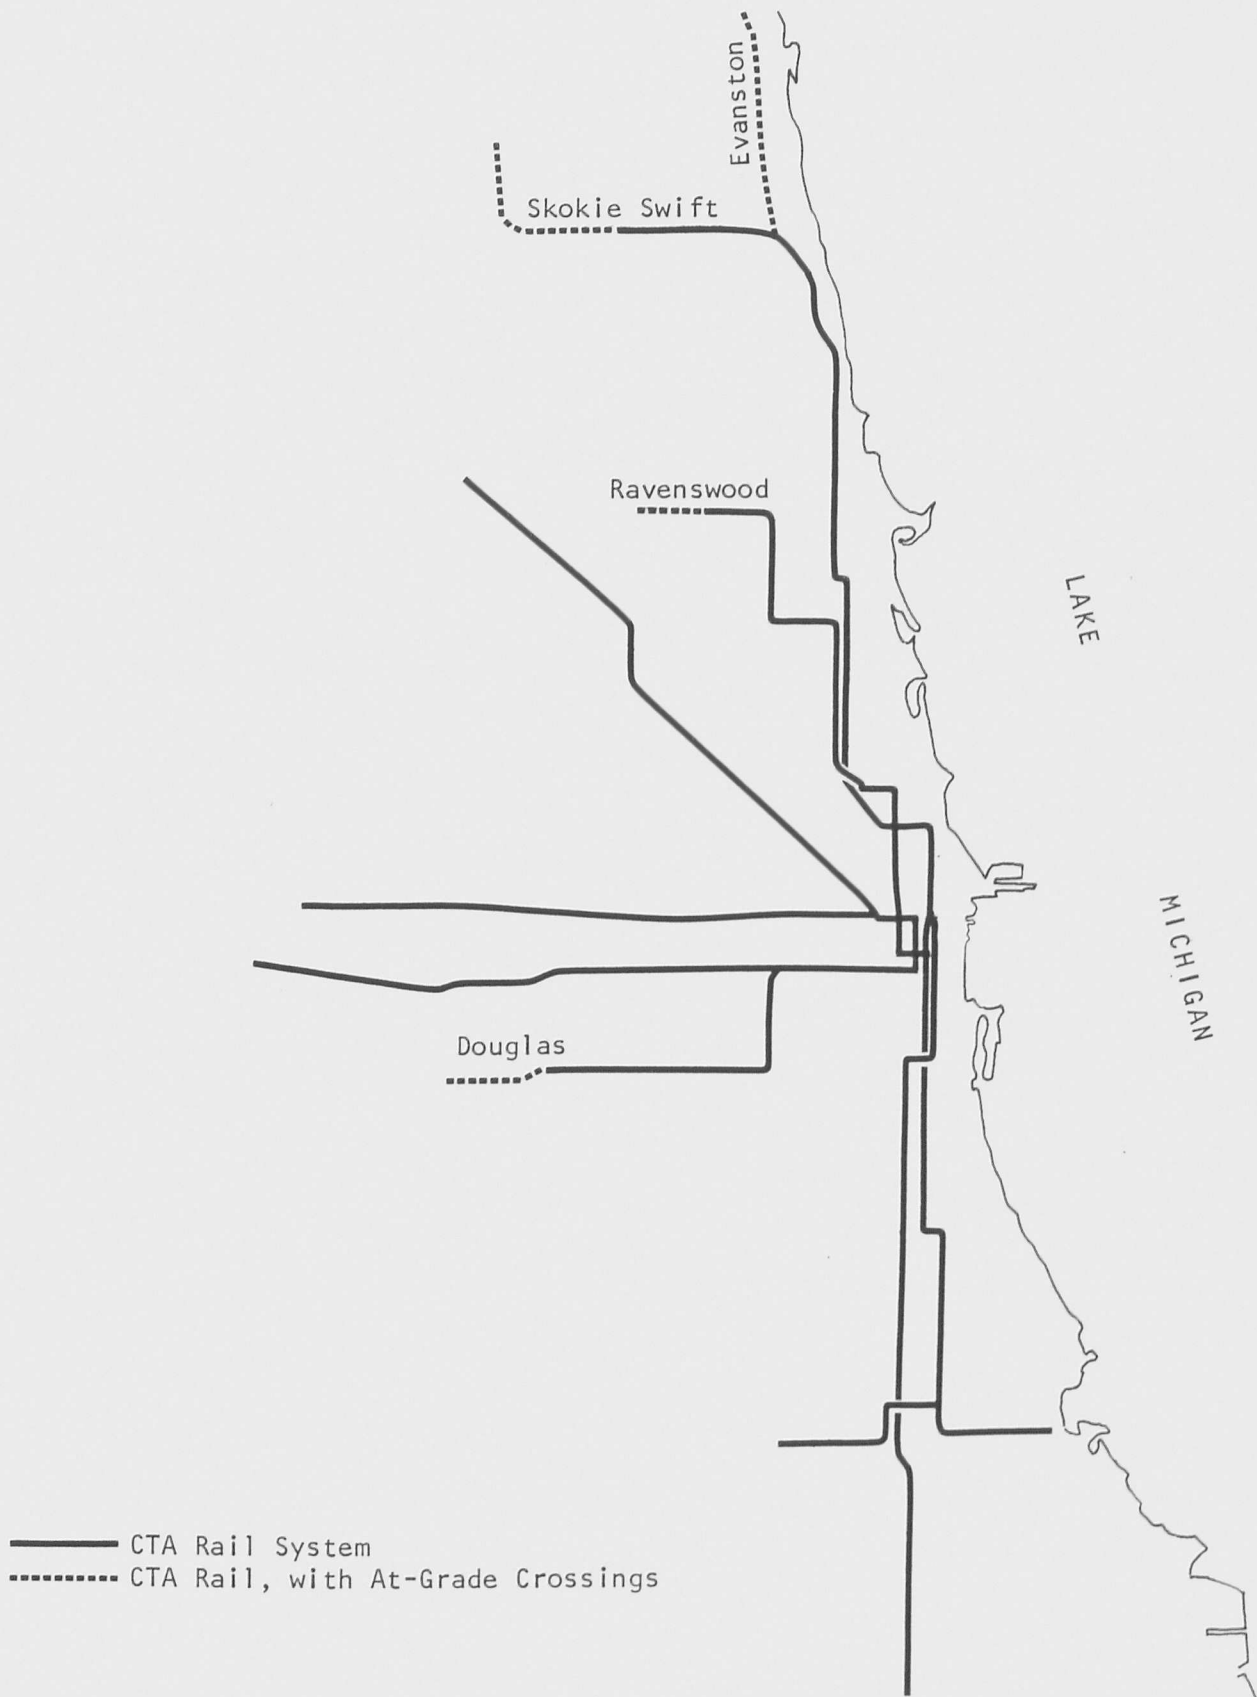 Evanston
Skokie Swift
Ravenswood
LAKE
MICHIGAN
Douglas
CTA Rail System
CTA Rail, with At-Grade Crossings